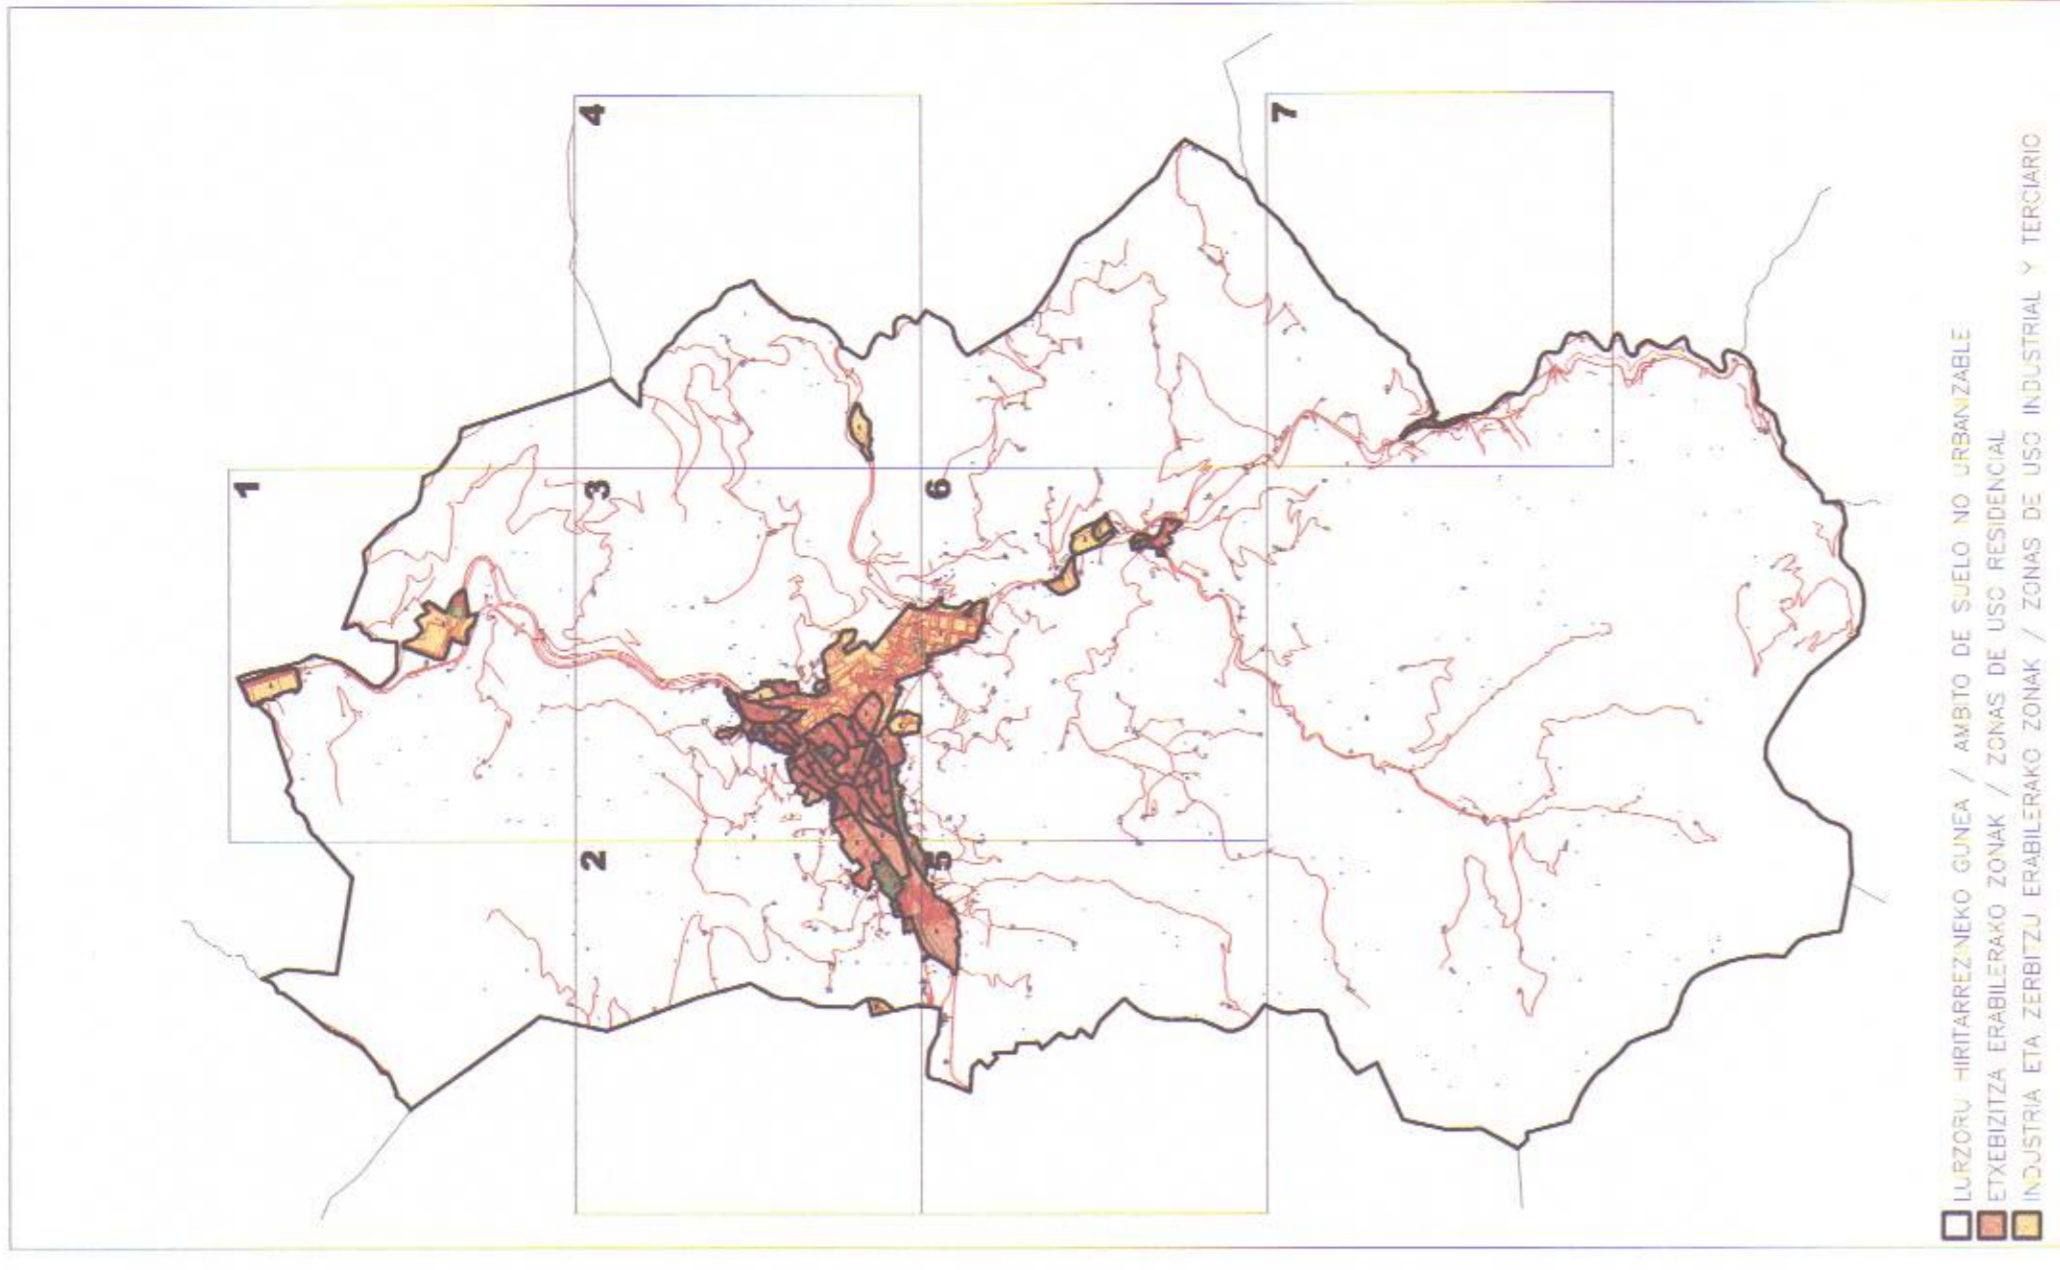 1
2
3
4
5
6
7
LURZORU HIRITARREZINEKO GUNEA / AMBITO DE SUELO NO URBANIZABLE
ETXEBIZITZA ERABILERAKO ZONAK / ZONAS DE USO RESIDENCIAL
INDUSTRIA ETA ZERBITZU ERABILERAKO ZONAK / ZONAS DE USO INDUSTRIAL Y TERCIARIO